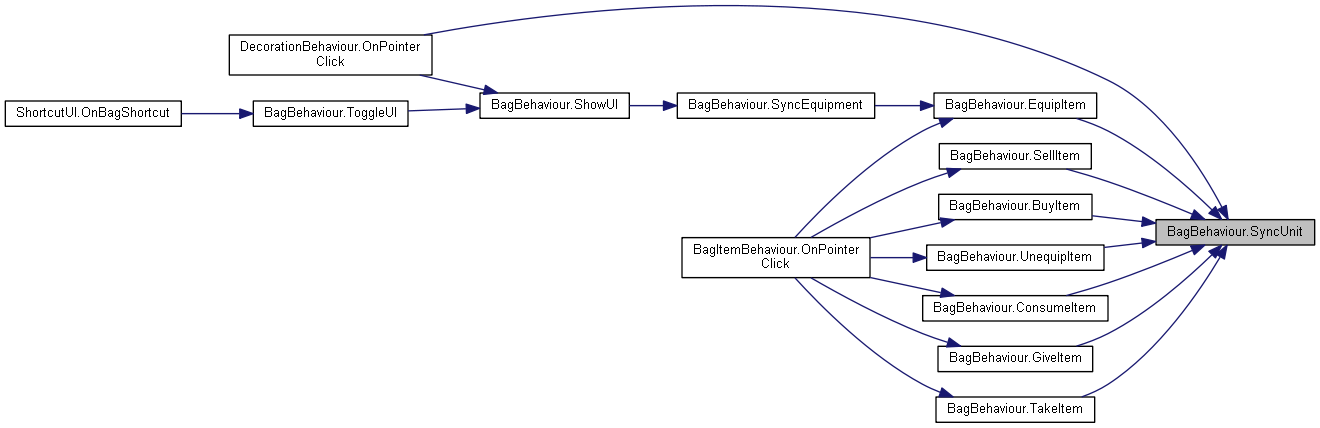 DecorationBehaviour.OnPointer
Click
ShortcutUI.OnBagShortcut
BagBehaviour.ToggleUI
BagBehaviour.ShowUI
BagBehaviour.SyncEquipment
BagBehaviour.EquipItem
BagBehaviour.SellItem
BagBehaviour.BuyItem
BagBehaviour.SyncUnit
BagItemBehaviour.OnPointer
Click
BagBehaviour.UnequipItem
BagBehaviour.ConsumeItem
BagBehaviour.GiveItem
BagBehaviour.TakeItem